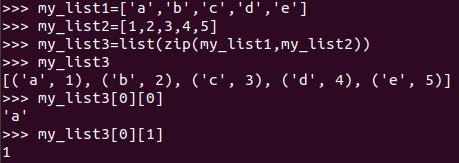 >>> my_list1=['a','b','c','d','e']
>>> my_list2=[1,2,3,4,5]
>>> my_list3=list(zip(my_list1,my_list2))
>>> my_list3
[('a', 1), ('b', 2), ('c', 3), ('d', 4), ('e', 5)]
>>> my_list3[0][0]
'a'
>>> my_list3[0][1]
1